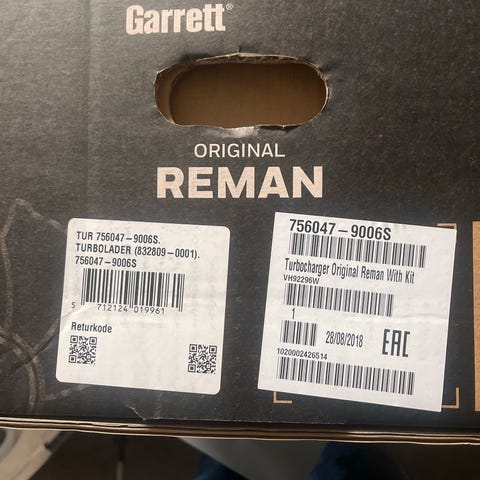 Garrett®
ORIGINAL
REMAN
TUR 756047-9006S.
TURBOLADER (832809-0001).
756047-9006S
5 712124 019961
Returkode
756047-9006S
Turbocharger Original Reman With Kit
VH92296W
1
28/08/2018
EAC
1020002426514